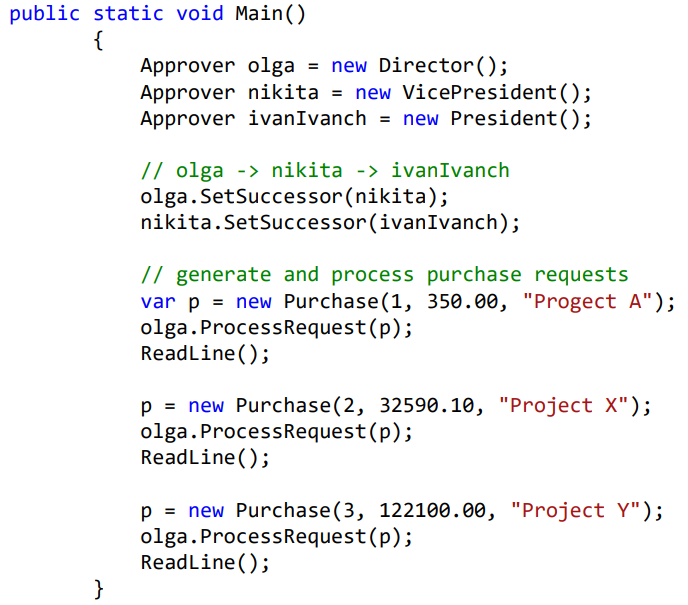 public static void Main()
{
Approver olga = new Director();
Approver nikita = new VicePresident();
Approver ivanIvanch = new President();
// olga -> nikita -> ivanIvanch
olga.SetSuccessor(nikita);
nikita.SetSuccessor(ivanIvanch);
// generate and process purchase requests
var p = new Purchase(1, 350.00, "Progect A");
olga.ProcessRequest(p);
ReadLine();
p = new Purchase(2, 32590.10, "Project X");
olga.ProcessRequest(p);
ReadLine();
p = new Purchase(3, 122100.00, "Project Y");
olga.ProcessRequest(p);
ReadLine();
}